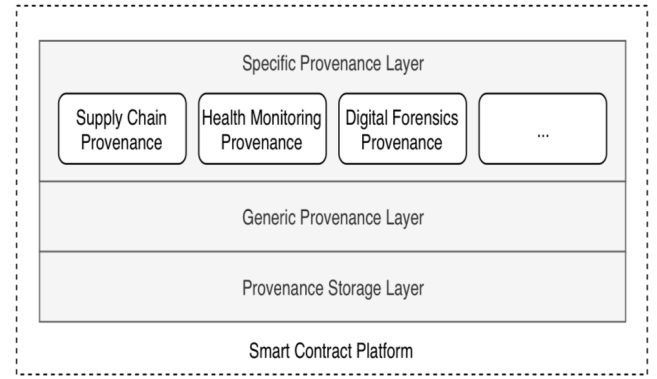 Specific Provenance Layer
Supply Chain
Provenance
Health Monitoring
Provenance
Digital Forensics
Provenance
...
Generic Provenance Layer
Provenance Storage Layer
Smart Contract Platform